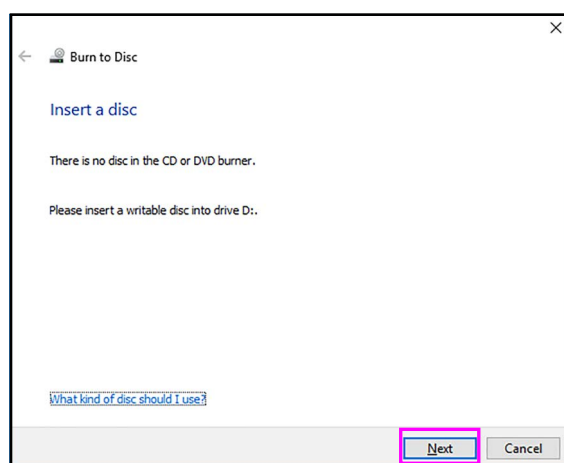 Burn to Disc
Insert a disc
There is no disc in the CD or DVD burner.
Please insert a writable disc into drive D:.
What kind of disc should I use?
Next
Cancel